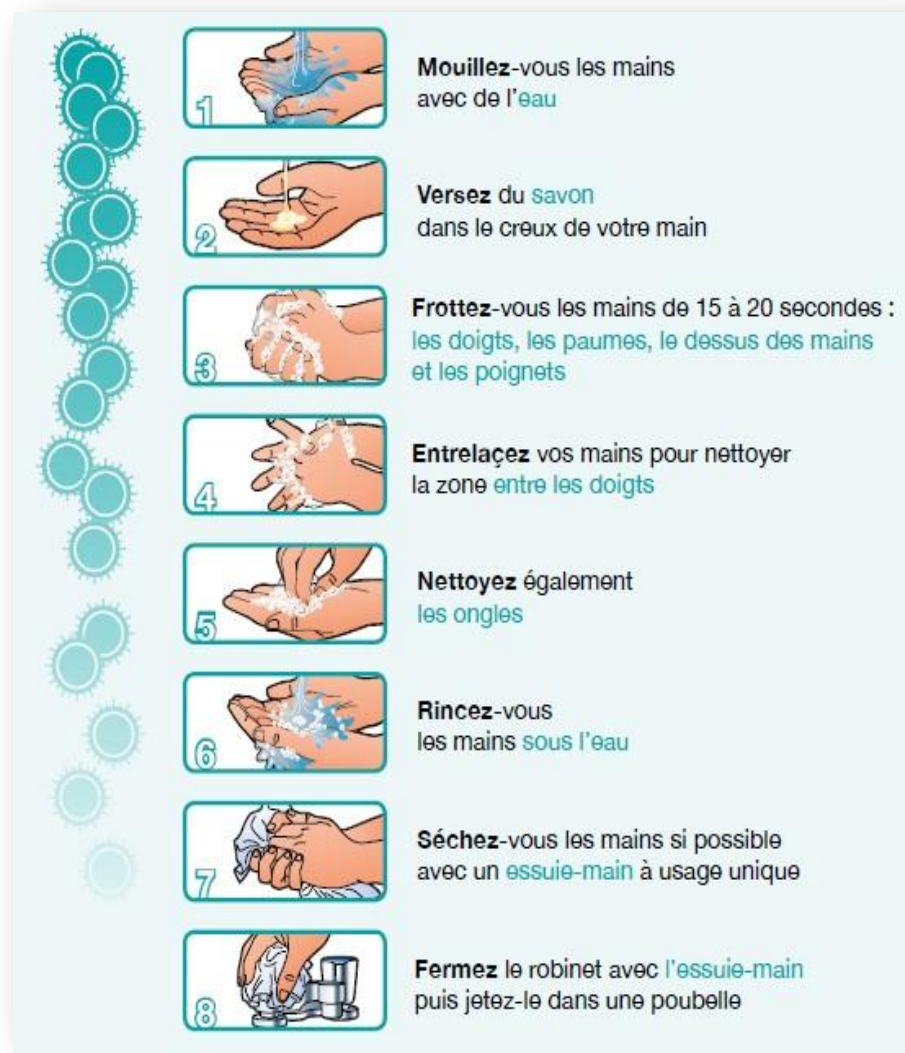 1
Mouillez-vous les mains
avec de l'eau
2
Versez du savon
dans le creux de votre main
3
Frottez-vous les mains de 15 à 20 secondes :
les doigts, les paumes, le dessus des mains
et les poignets
4
Entrelaçez vos mains pour nettoyer
la zone entre les doigts
5
Nettoyez également
les ongles
6
Rincez-vous
les mains sous l'eau
7
Séchez-vous les mains si possible
avec un essuie-main à usage unique
8
Fermez le robinet avec l'essuie-main
puis jetez-le dans une poubelle